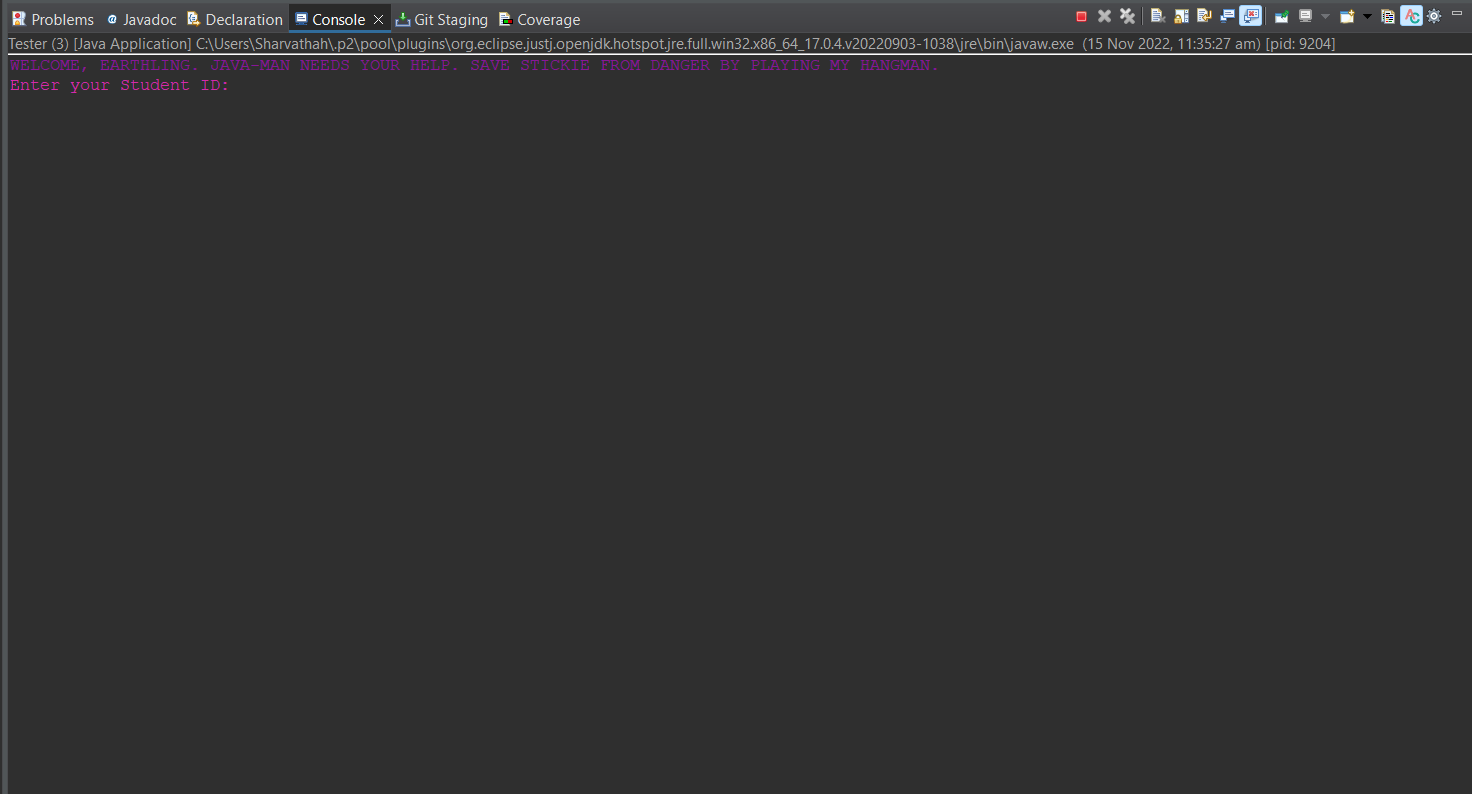 Problems Javadoc Declaration Console Git Staging Coverage
Tester (3) [Java Application] C:\Users\Sharvathah\.p2\pool\plugins\org.eclipse.justj.openjdk.hotspot.jre.full.win32.x86_64_17.0.4.v20220903-1038\jre\bin\javaw.exe (15 Nov 2022, 11:35:27 am) [pid: 9204]
WELCOME, EARTHLING. JAVA-MAN NEEDS YOUR HELP. SAVE STICKIE FROM DANGER BY PLAYING MY HANGMAN.
Enter your Student ID: